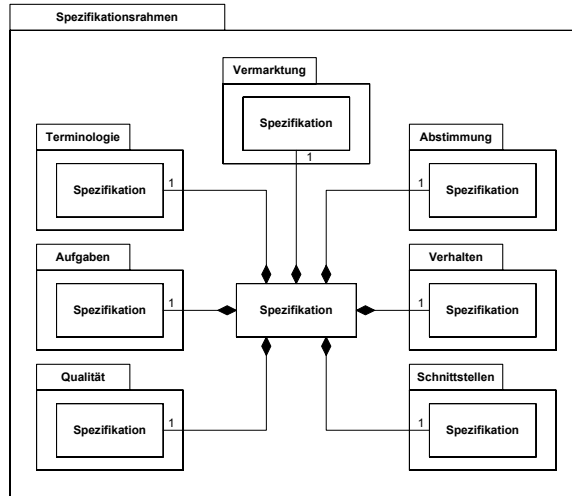 Spezifikationsrahmen
Vermarktung
Spezifikation
1
Terminologie
Spezifikation
1
Abstimmung
Spezifikation
1
Aufgaben
Spezifikation
1
Spezifikation
Verhalten
Spezifikation
1
Qualität
Spezifikation
1
Schnittstellen
Spezifikation
1